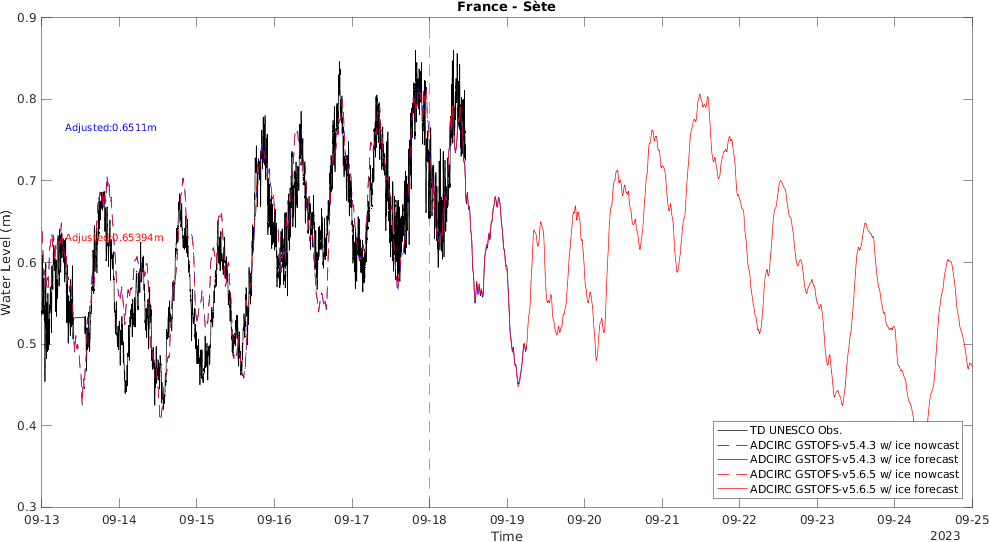 France - Sète
Water Level (m)
0.9
0.8
0.7
0.6
0.5
0.4
0.3
Adjusted:0.6511m
Adjusted:0.65394m
TD UNESCO Obs.
ADCIRC GSTOFS-v5.4.3 w/ ice nowcast
ADCIRC GSTOFS-v5.4.3 w/ ice forecast
ADCIRC GSTOFS-v5.6.5 w/ ice nowcast
ADCIRC GSTOFS-v5.6.5 w/ ice forecast
09-13 09-14 09-15 09-16 09-17 09-18 09-19 09-20 09-21 09-22 09-23 09-24 09-25
Time
2023